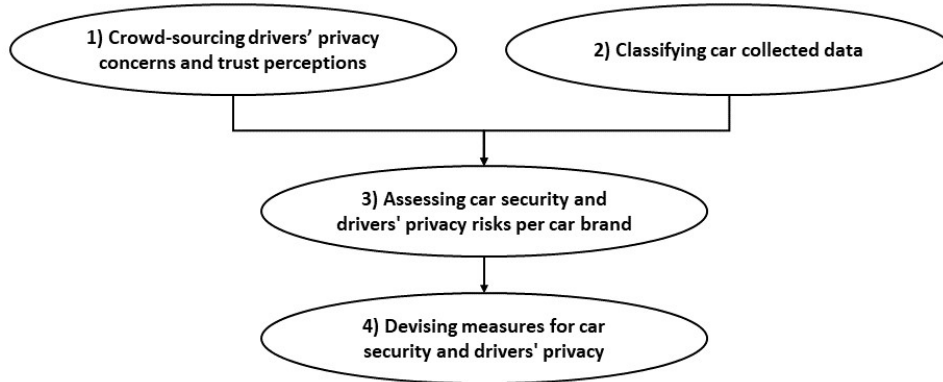 1) Crowd-sourcing drivers’ privacy
concerns and trust perceptions
2) Classifying car collected data
3) Assessing car security and
drivers' privacy risks per car brand
4) Devising measures for car
security and drivers' privacy